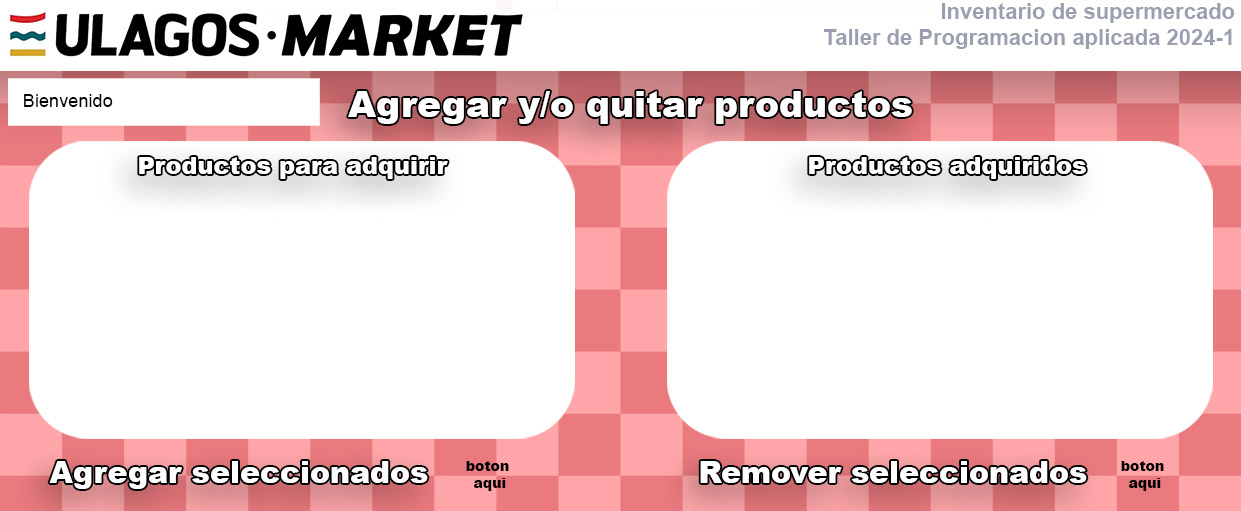 ULAGOS·MARKET
Inventario de supermercado
Taller de Programacion aplicada 2024-1
Bienvenido
Agregar y/o quitar productos
Productos para adquirir
Productos adquiridos
Agregar seleccionados
boton
aqui
Remover seleccionados
boton
aqui